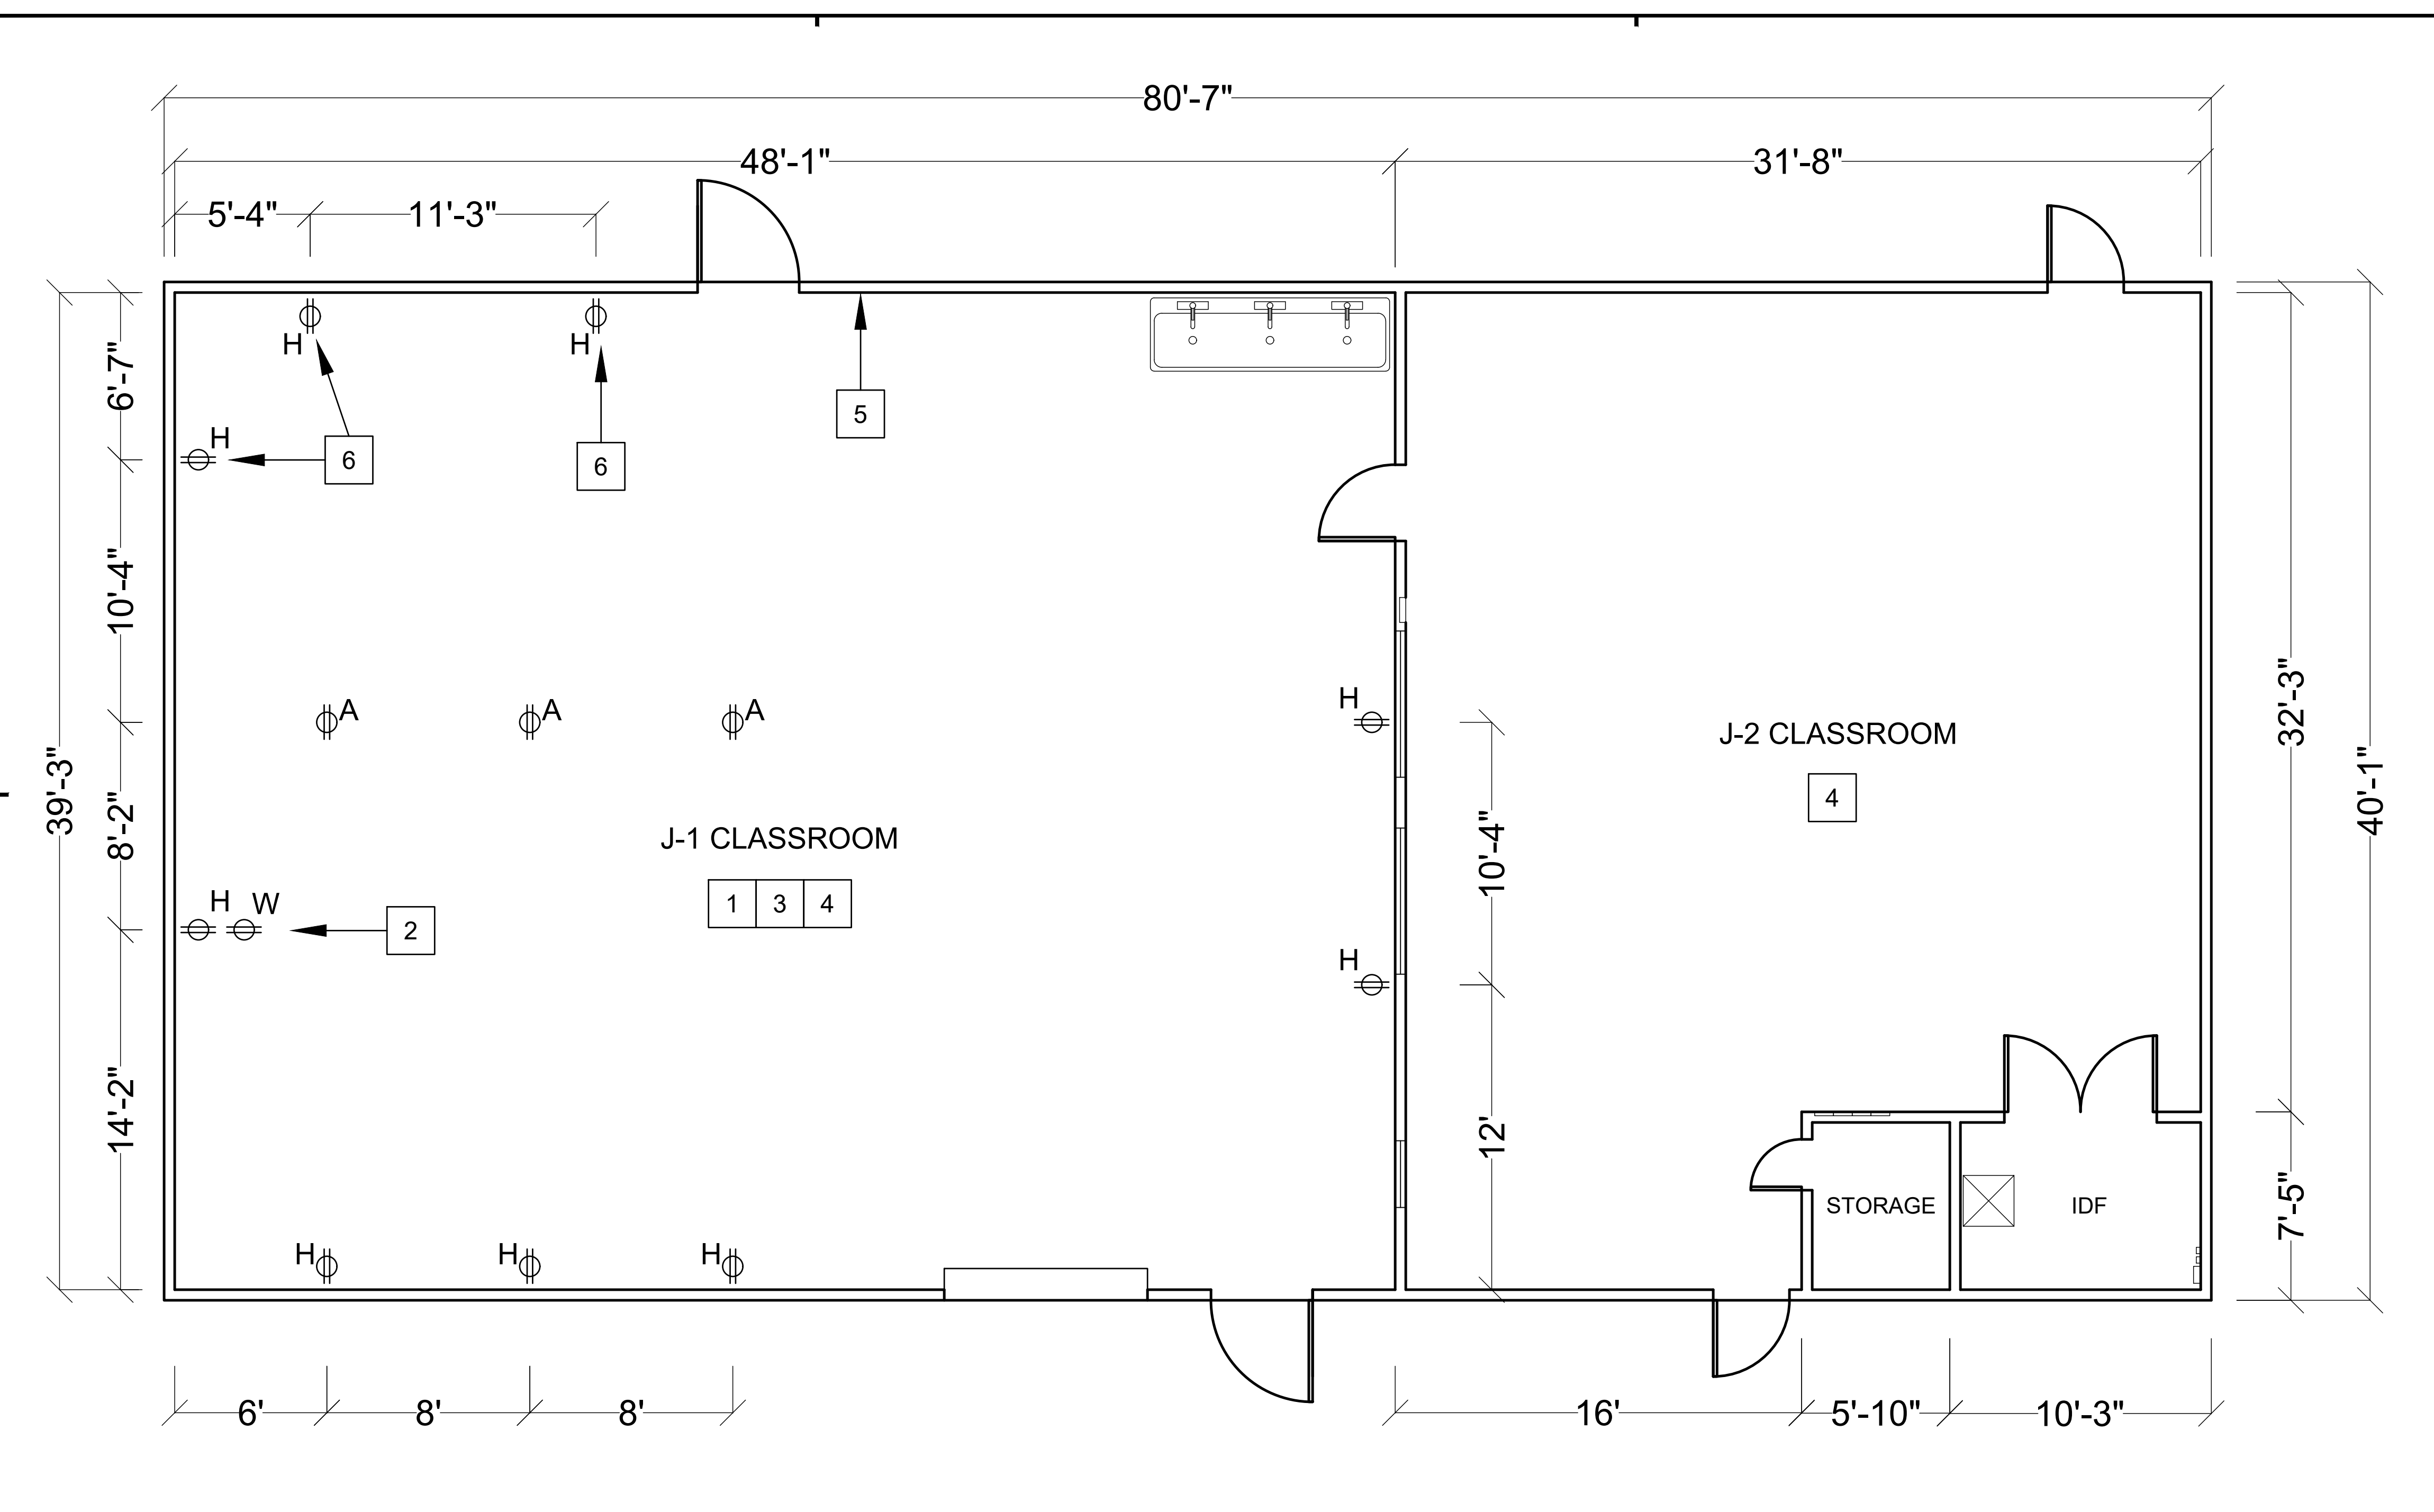 80'-7"
48'-1"
31'-8"
5'-4"
11'-3"
H
H
6'-7"
5
H
6
6
10'-4"
32'-3"
A
A
A
H
J-2 CLASSROOM
39'-3"
40'-1"
4
8'-2"
J-1 CLASSROOM
10'-4"
1
3
4
H
W
2
H
14'-2"
12'
STORAGE
IDF
7'-5"
H
H
H
6'
8'
8'
16'
5'-10"
10'-3"